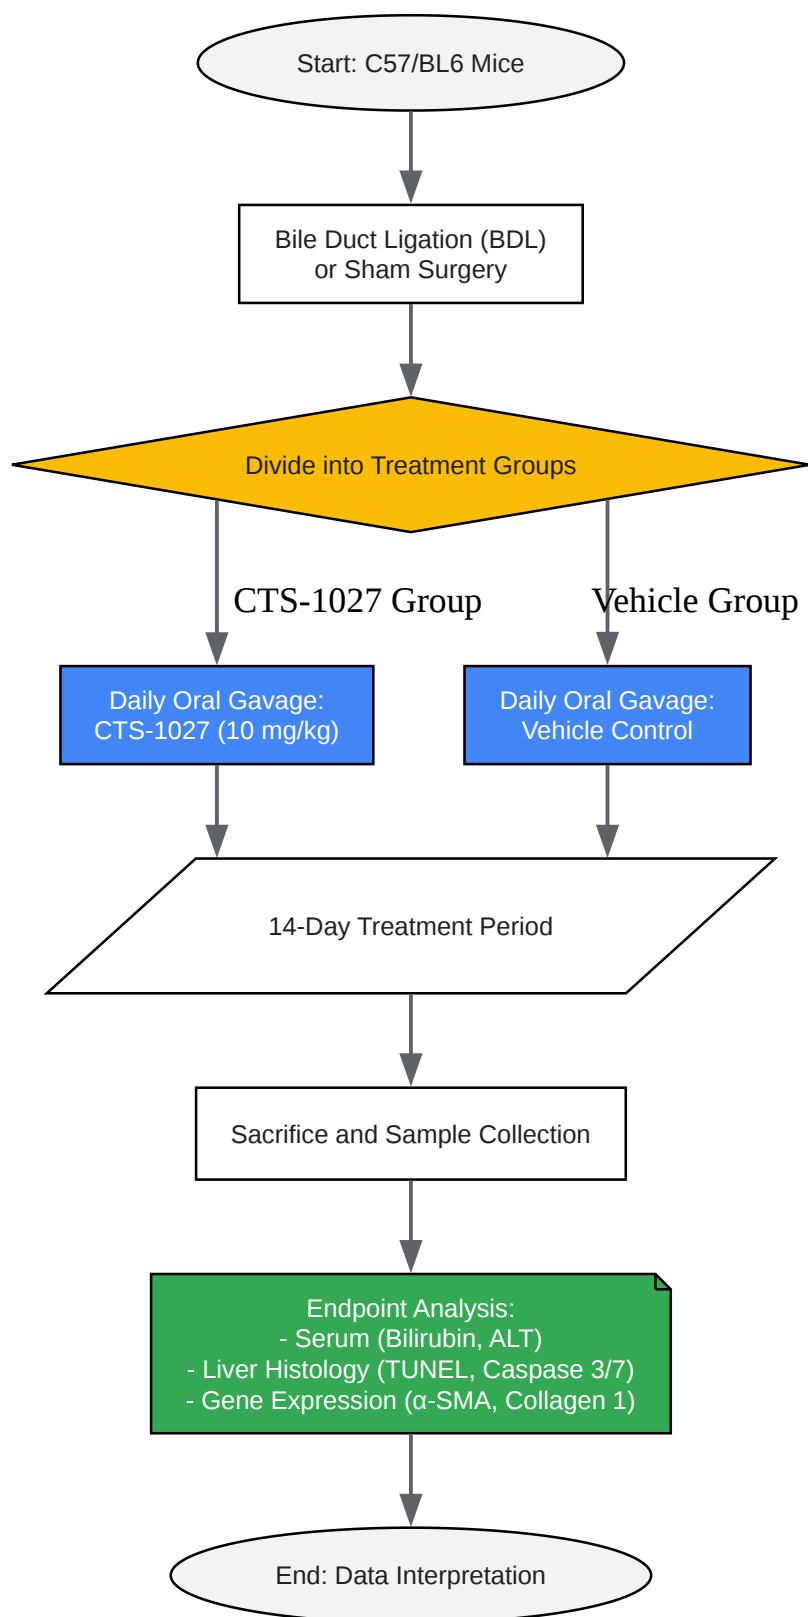 Start: C57/BL6 Mice
Bile Duct Ligation (BDL)
or Sham Surgery
Divide into Treatment Groups
CTS-1027 Group
Vehicle Group
Daily Oral Gavage:
CTS-1027 (10 mg/kg)
Daily Oral Gavage:
Vehicle Control
14-Day Treatment Period
Sacrifice and Sample Collection
Endpoint Analysis:
- Serum (Bilirubin, ALT)
- Liver Histology (TUNEL, Caspase 3/7)
- Gene Expression (α-SMA, Collagen 1)
End: Data Interpretation